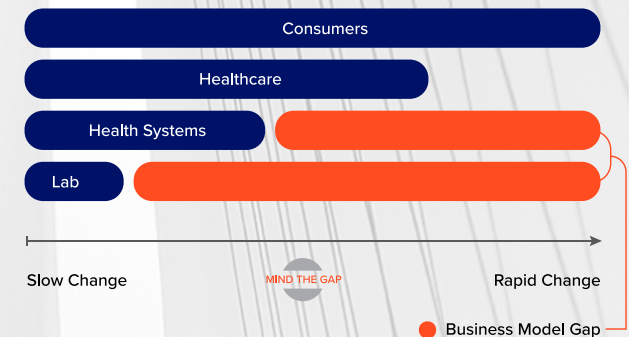 Consumers
Healthcare
Health Systems
Lab
Slow Change
MIND THE GAP
Rapid Change
Business Model Gap